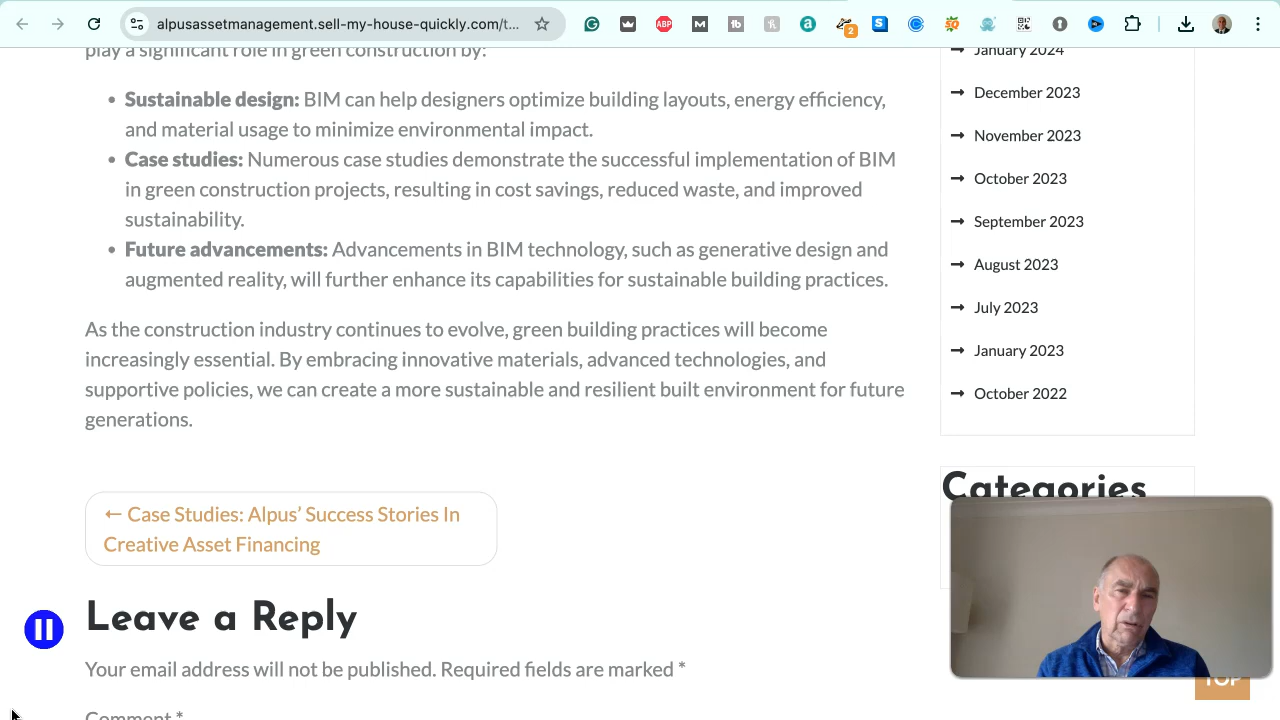 alpusassetmanagement.sell-my-house-quickly.com/t...
ABP
2
play a significant role in green construction by:
• Sustainable design: BIM can help designers optimize building layouts, energy efficiency,
and material usage to minimize environmental impact.
• Case studies: Numerous case studies demonstrate the successful implementation of BIM
in green construction projects, resulting in cost savings, reduced waste, and improved
sustainability.
• Future advancements: Advancements in BIM technology, such as generative design and
augmented reality, will further enhance its capabilities for sustainable building practices.
As the construction industry continues to evolve, green building practices will become
increasingly essential. By embracing innovative materials, advanced technologies, and
supportive policies, we can create a more sustainable and resilient built environment for future
generations.
← Case Studies: Alpus’ Success Stories In
Creative Asset Financing
Leave a Reply
Your email address will not be published. Required fields are marked *
Comment *
January 2024
December 2023
November 2023
October 2023
September 2023
August 2023
July 2023
January 2023
October 2022
Categories
TOP